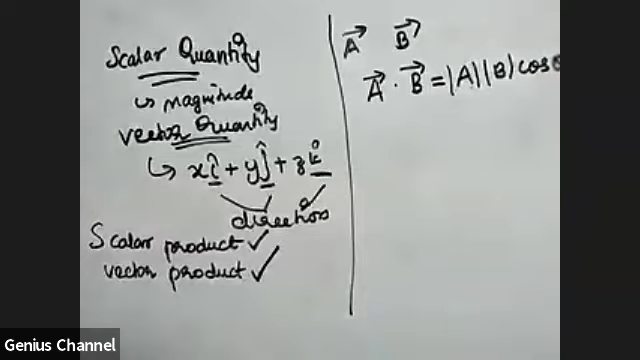 Scalar Quantity
↳ magnitude
vector Quantity
↳ xî + yĵ + zk̂
directions
Scalar product ✓
vector product ✓
A⃗ B⃗
A⃗ · B⃗ = |A||B| cos
Genius Channel